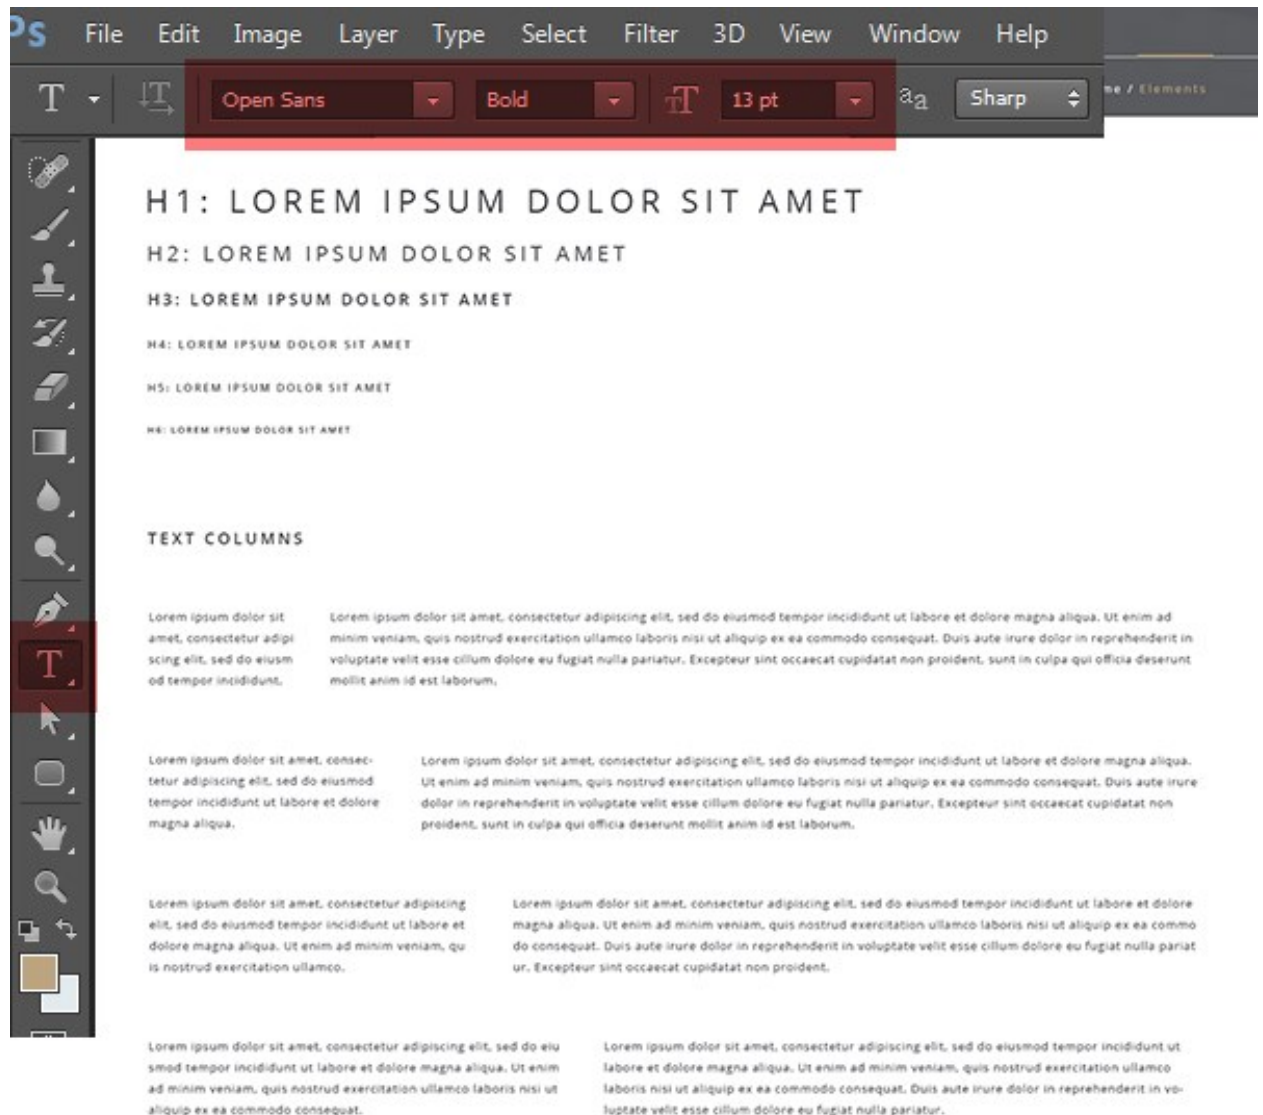 Ps File Edit Image Layer Type Select Filter 3D View Window Help
T T Open Sans Bold TT 13 pt aa Sharp me / Elements
H1: LOREM IPSUM DOLOR SIT AMET
H2: LOREM IPSUM DOLOR SIT AMET
H3: LOREM IPSUM DOLOR SIT AMET
H4: LOREM IPSUM DOLOR SIT AMET
H5: LOREM IPSUM DOLOR SIT AMET
H6: LOREM IPSUM DOLOR SIT AMET
TEXT COLUMNS
Lorem ipsum dolor sit
amet, consectetur adipi
scing elit, sed do eiusm
od tempor incididunt.
Lorem ipsum dolor sit amet, consectetur adipiscing elit, sed do eiusmod tempor incididunt ut labore et dolore magna aliqua. Ut enim ad
minim veniam, quis nostrud exercitation ullamco laboris nisi ut aliquip ex ea commodo consequat. Duis aute irure dolor in reprehenderit in
voluptate velit esse cillum dolore eu fugiat nulla pariatur. Excepteur sint occaecat cupidatat non proident, sunt in culpa qui officia deserunt
mollit anim id est laborum.
T
Lorem ipsum dolor sit amet, consec-
tetur adipiscing elit, sed do eiusmod
tempor incididunt ut labore et dolore
magna aliqua.
Lorem ipsum dolor sit amet, consectetur adipiscing elit, sed do eiusmod tempor incididunt ut labore et dolore magna aliqua.
Ut enim ad minim veniam, quis nostrud exercitation ullamco laboris nisi ut aliquip ex ea commodo consequat. Duis aute irure
dolor in reprehenderit in voluptate velit esse cillum dolore eu fugiat nulla pariatur. Excepteur sint occaecat cupidatat non
proident, sunt in culpa qui officia deserunt mollit anim id est laborum.
Lorem ipsum dolor sit amet, consectetur adipiscing
elit, sed do eiusmod tempor incididunt ut labore et
dolore magna aliqua. Ut enim ad minim veniam, qu
is nostrud exercitation ullamco.
Lorem ipsum dolor sit amet, consectetur adipiscing elit, sed do eiusmod tempor incididunt ut labore et dolore
magna aliqua. Ut enim ad minim veniam, quis nostrud exercitation ullamco laboris nisi ut aliquip ex ea commo
do consequat. Duis aute irure dolor in reprehenderit in voluptate velit esse cillum dolore eu fugiat nulla pariat
ur. Excepteur sint occaecat cupidatat non proident.
Lorem ipsum dolor sit amet, consectetur adipiscing elit, sed do eiu
smod tempor incididunt ut labore et dolore magna aliqua. Ut enim
ad minim veniam, quis nostrud exercitation ullamco laboris nisi ut
aliquip ex ea commodo consequat.
Lorem ipsum dolor sit amet, consectetur adipiscing elit, sed do eiusmod tempor incididunt ut
labore et dolore magna aliqua. Ut enim ad minim veniam, quis nostrud exercitation ullamco
laboris nisi ut aliquip ex ea commodo consequat. Duis aute irure dolor in reprehenderit in vo-
luptate velit esse cillum dolore eu fugiat nulla pariatur.